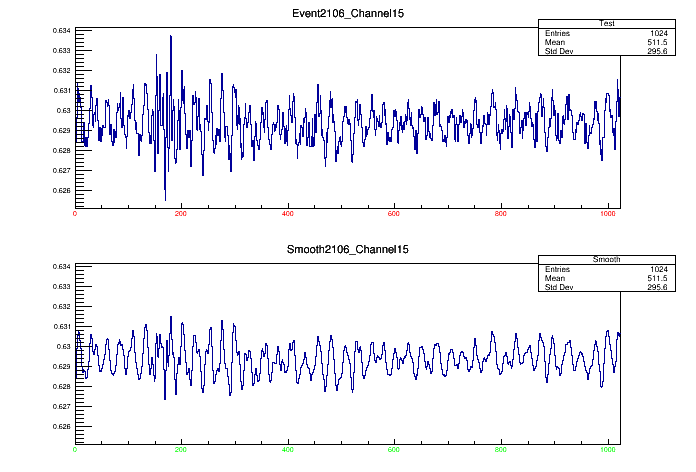 Event2106_Channel15
Test
Entries 1024
Mean 511.5
Std Dev 295.6
0.634
0.633
0.632
0.631
0.63
0.629
0.628
0.627
0.626
0 200 400 600 800 1000
Smooth2106_Channel15
Smooth
Entries 1024
Mean 511.5
Std Dev 295.6
0.634
0.633
0.632
0.631
0.63
0.629
0.628
0.627
0.626
0 200 400 600 800 1000